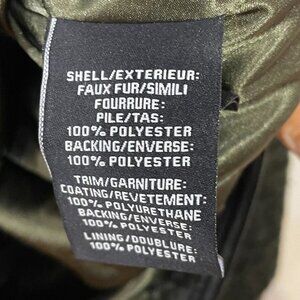 SHELL/EXTERIEUR:
FAUX FUR/SIMILI
FOURRURE:
PILE/TAS:
100% POLYESTER
BACKING/ENVERSE:
100% POLYESTER
TRIM/GARNITURE:
COATING/REVETEMENT:
100% POLYURETHANE
BACKING/ENVERSE:
100% POLYESTER
LINING/DOUBLURE:
100% POLYESTER